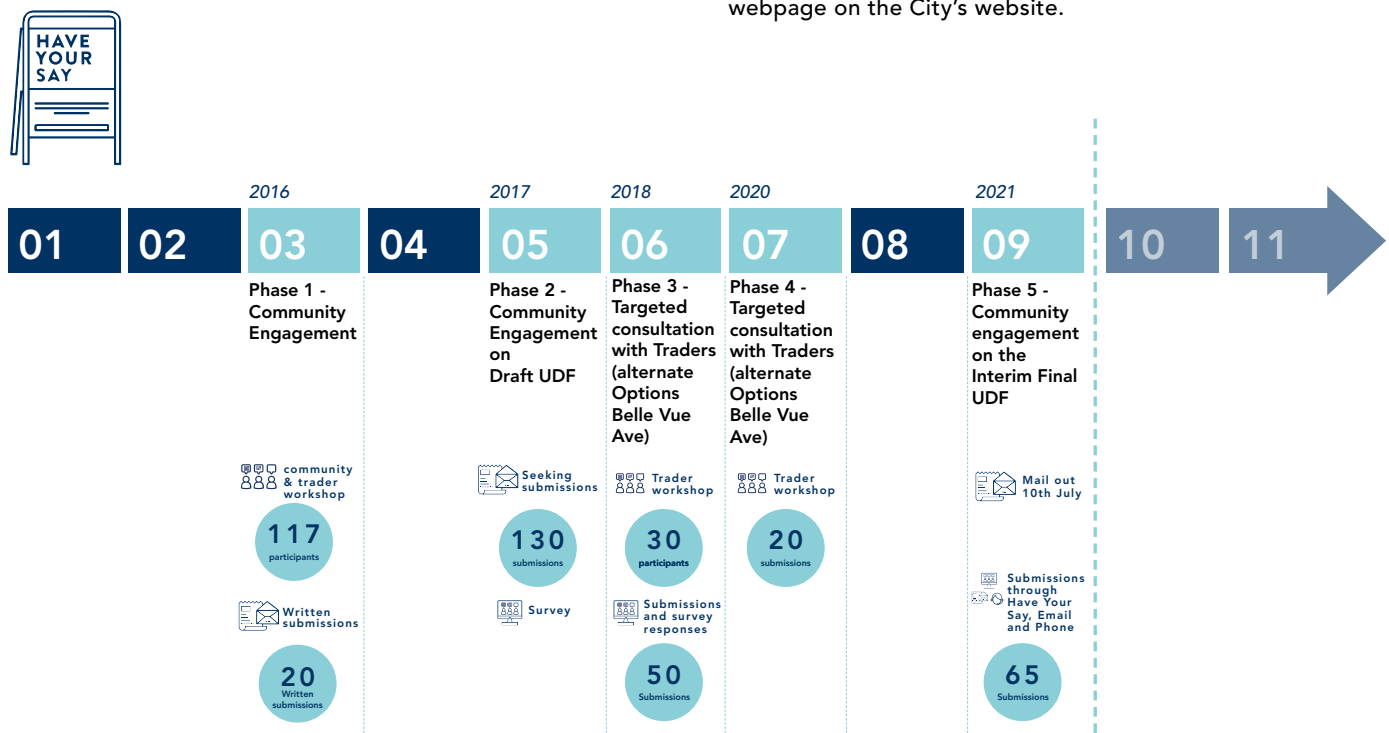 webpage on the City's website.
HAVE
YOUR
SAY
2016
2017
2018
2020
2021
01
02
03
04
05
06
07
08
09
10
11
Phase 1 -
Community
Engagement
Phase 2 -
Community
Engagement
on
Draft UDF
Phase 3 -
Targeted
consultation
with Traders
(alternate
Options
Belle Vue
Ave)
Phase 4 -
Targeted
consultation
with Traders
(alternate
Options
Belle Vue
Ave)
Phase 5 -
Community
engagement
on the
Interim Final
UDF
community
& trader
workshop
117
participants
Written
submissions
20
Written
submissions
Seeking
submissions
130
submissions
Survey
Trader
workshop
30
participants
Submissions
and survey
responses
50
Submissions
Trader
workshop
20
submissions
Mail out
10th July
Submissions
through
Have Your
Say, Email
and Phone
65
Submissions